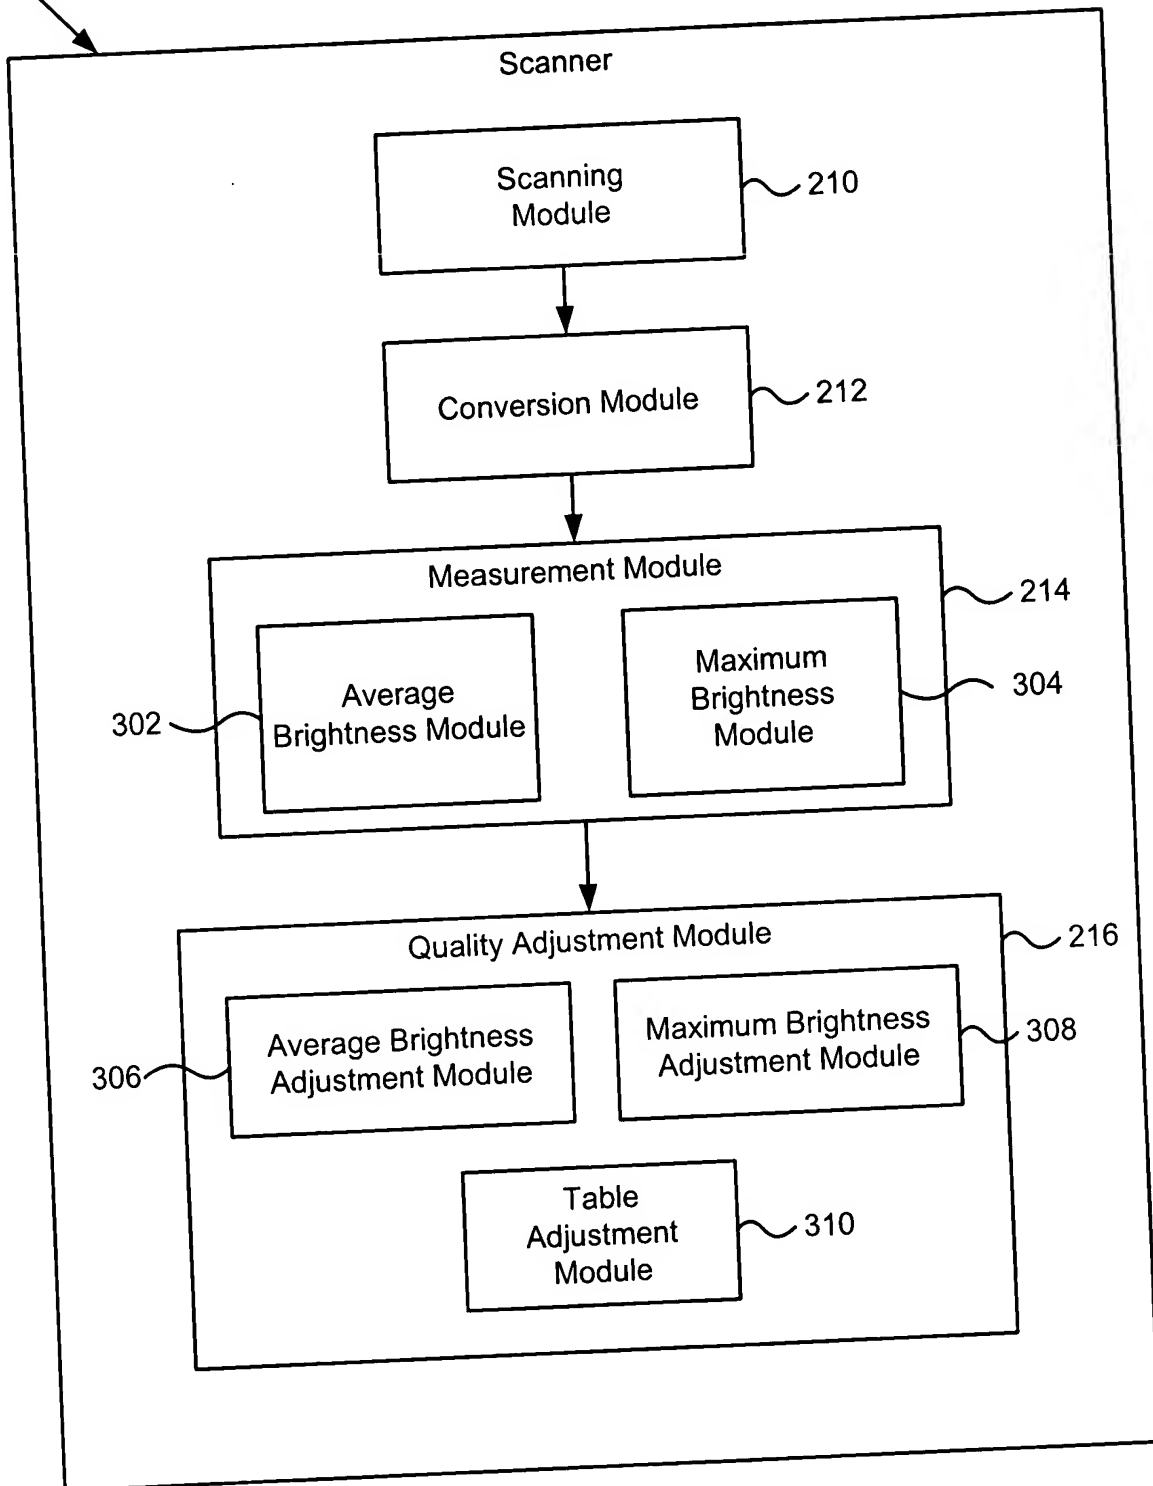 Scanner
Scanning
Module
210
Conversion Module
212
Measurement Module
214
Average
Brightness Module
302
Maximum
Brightness
Module
304
Quality Adjustment Module
216
Average Brightness
Adjustment Module
306
Maximum Brightness
Adjustment Module
308
Table
Adjustment
Module
310